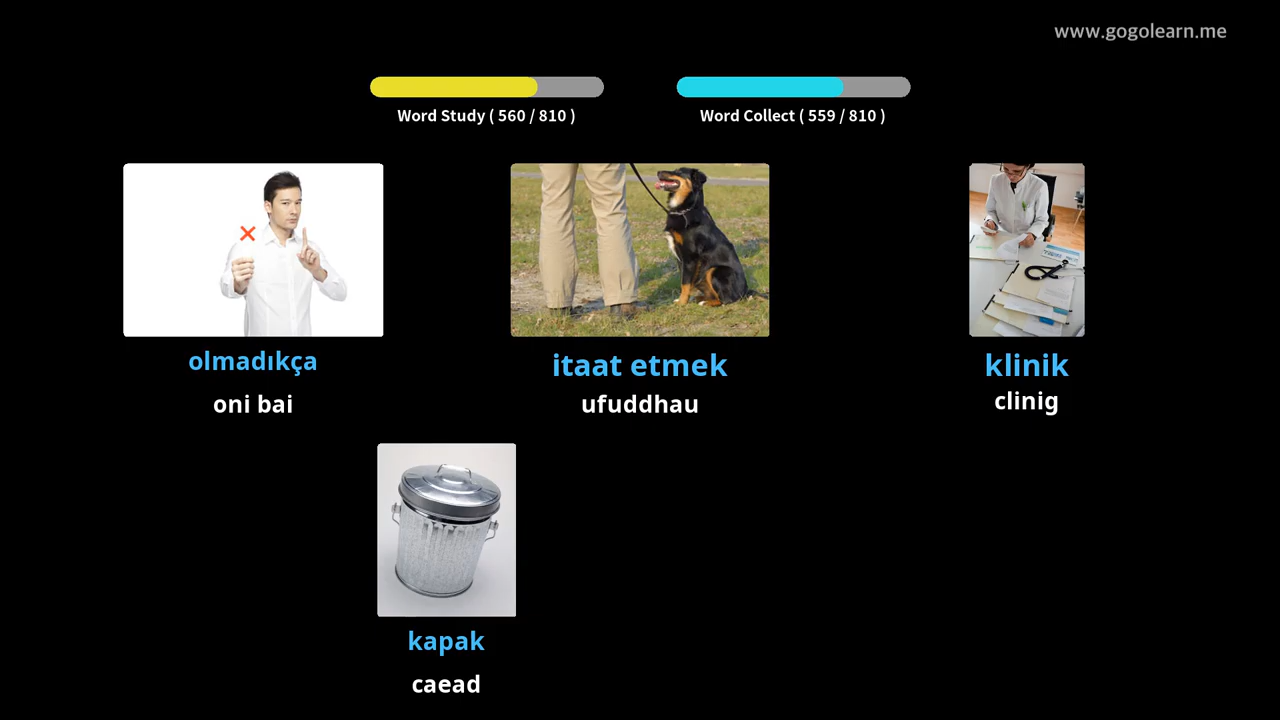 www.gogolearn.me
Word Study ( 560 / 810 )
Word Collect ( 559 / 810 )
olmadıkça
oni bai
itaat etmek
ufuddhau
klinik
clinig
kapak
caead